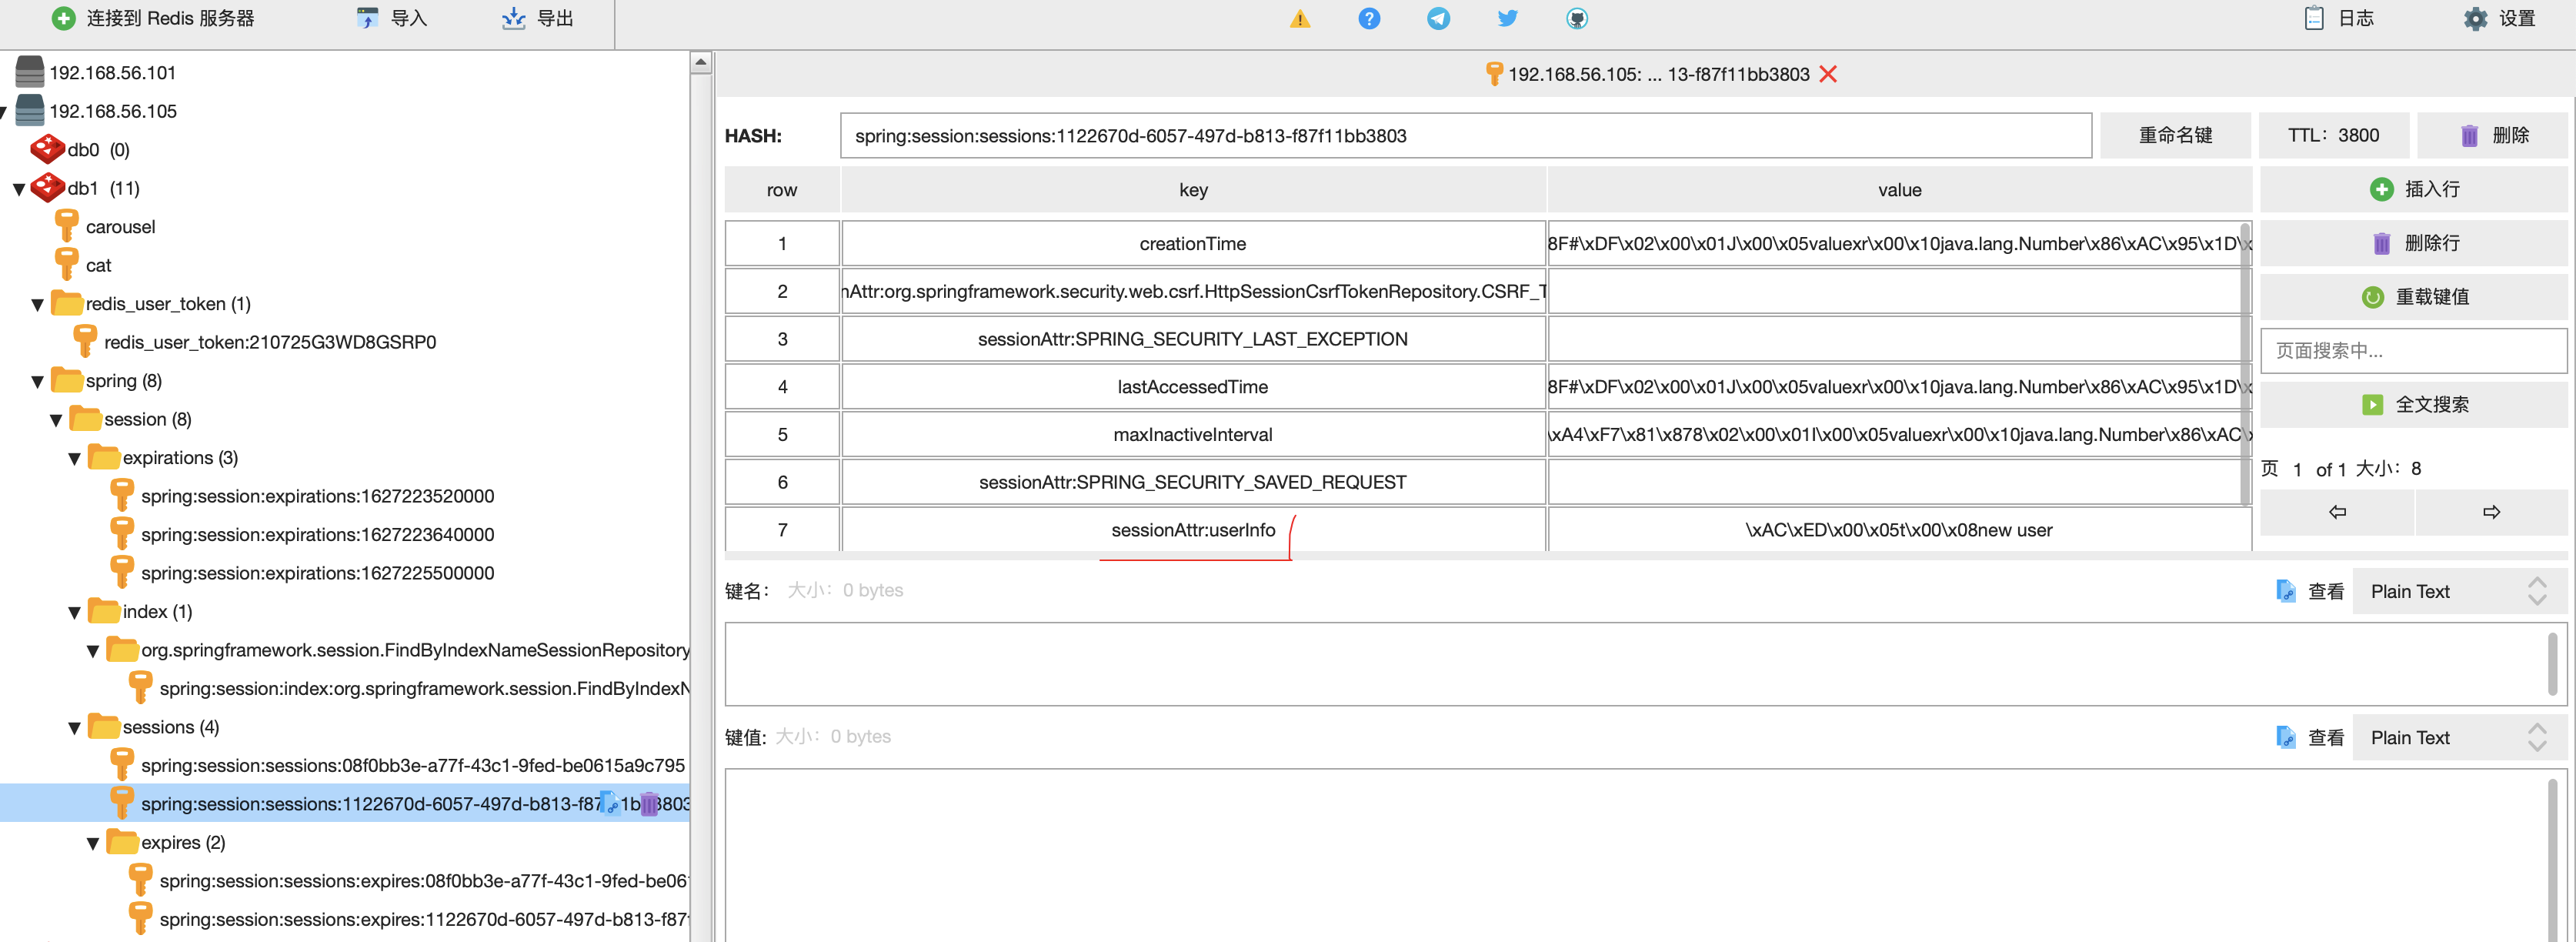 连接到 Redis 服务器 导入 导出 日志 设置
192.168.56.101
192.168.56.105
db0 (0)
db1 (11)
carousel
cat
redis_user_token (1)
redis_user_token:210725G3WD8GSRP0
spring (8)
session (8)
expirations (3)
spring:session:expirations:1627223520000
spring:session:expirations:1627223640000
spring:session:expirations:1627225500000
index (1)
org.springframework.session.FindByIndexNameSessionRepository
spring:session:index:org.springframework.session.FindByIndexN
sessions (4)
spring:session:sessions:08f0bb3e-a77f-43c1-9fed-be0615a9c795
spring:session:sessions:1122670d-6057-497d-b813-f87 1b 3803
expires (2)
spring:session:sessions:expires:08f0bb3e-a77f-43c1-9fed-be06
spring:session:sessions:expires:1122670d-6057-497d-b813-f87
192.168.56.105: ... 13-f87f11bb3803
HASH: spring:session:sessions:1122670d-6057-497d-b813-f87f11bb3803 重命名键 TTL: 3800 删除
row key value
1 creationTime 8F#\xDF\x02\x00\x01J\x00\x05valuexr\x00\x10java.lang.Number\x86\xAC\x95\x1D\x
2 nAttr:org.springframework.security.web.csrf.HttpSessionCsrfTokenRepository.CSRF_T
3 sessionAttr:SPRING_SECURITY_LAST_EXCEPTION
4 lastAccessedTime 8F#\xDF\x02\x00\x01J\x00\x05valuexr\x00\x10java.lang.Number\x86\xAC\x95\x1D\x
5 maxInactiveInterval \xA4\xF7\x81\x878\x02\x00\x01I\x00\x05valuexr\x00\x10java.lang.Number\x86\xAC\x
6 sessionAttr:SPRING_SECURITY_SAVED_REQUEST
7 sessionAttr:userInfo \xAC\xED\x00\x05t\x00\x08new user
插入行
删除行
重载键值
页面搜索中...
全文搜索
页 1 of 1 大小: 8
键名: 大小: 0 bytes 查看 Plain Text
键值: 大小: 0 bytes 查看 Plain Text